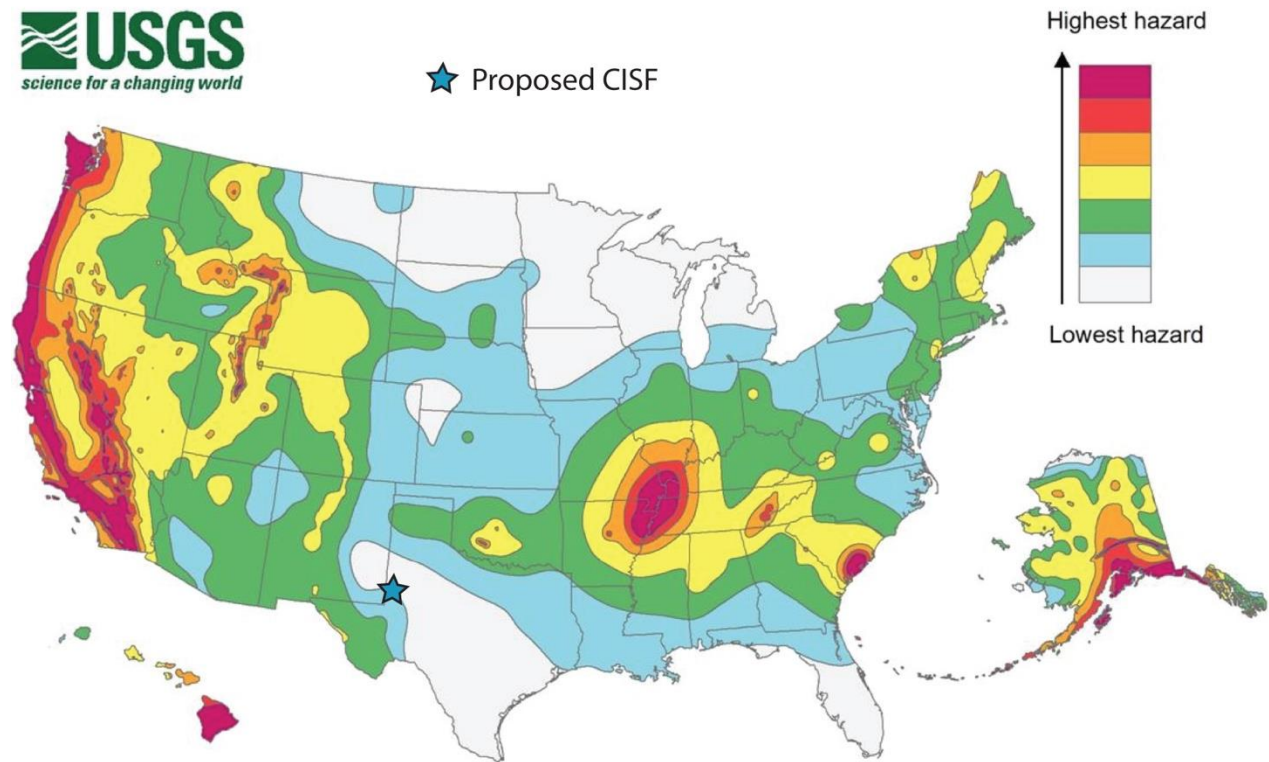 USGS
science for a changing world
Proposed CISF
Highest hazard
Lowest hazard